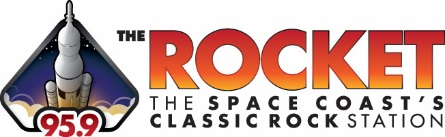 THE ROCKET
THE SPACE COAST'S
CLASSIC ROCK STATION
95.9